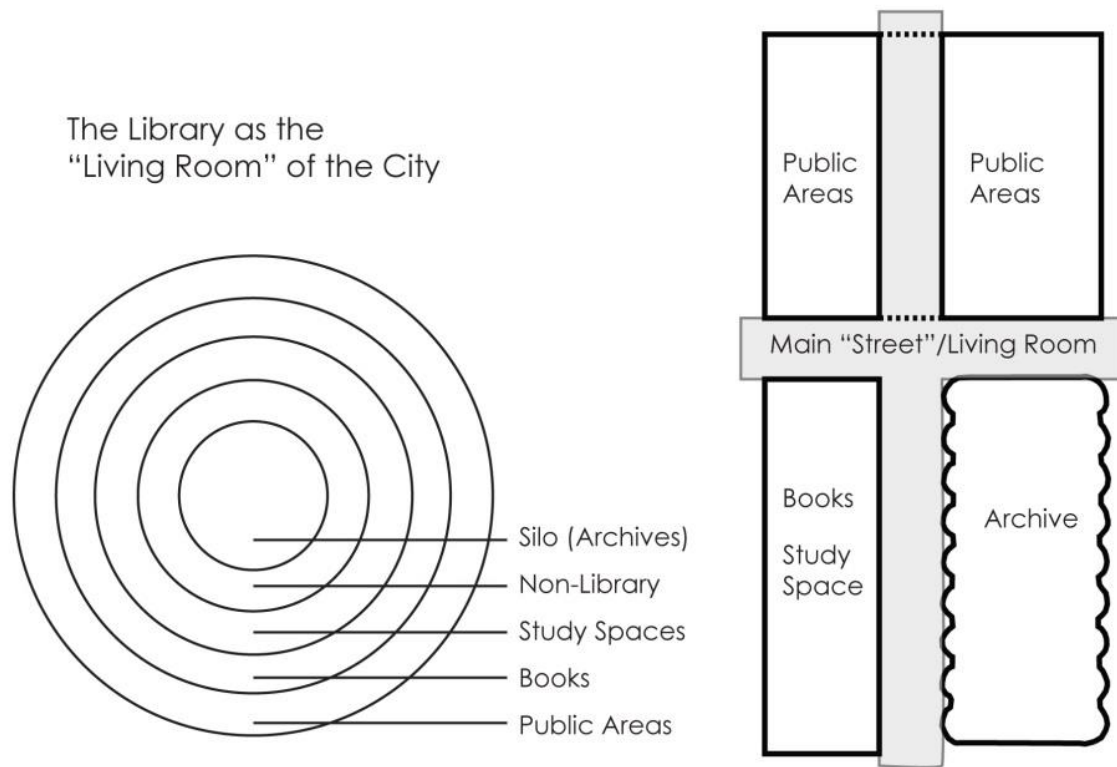 The Library as the
“Living Room” of the City
Silo (Archives)
Non-Library
Study Spaces
Books
Public Areas
Public
Areas
Public
Areas
Main “Street”/Living Room
Books
Study
Space
Archive